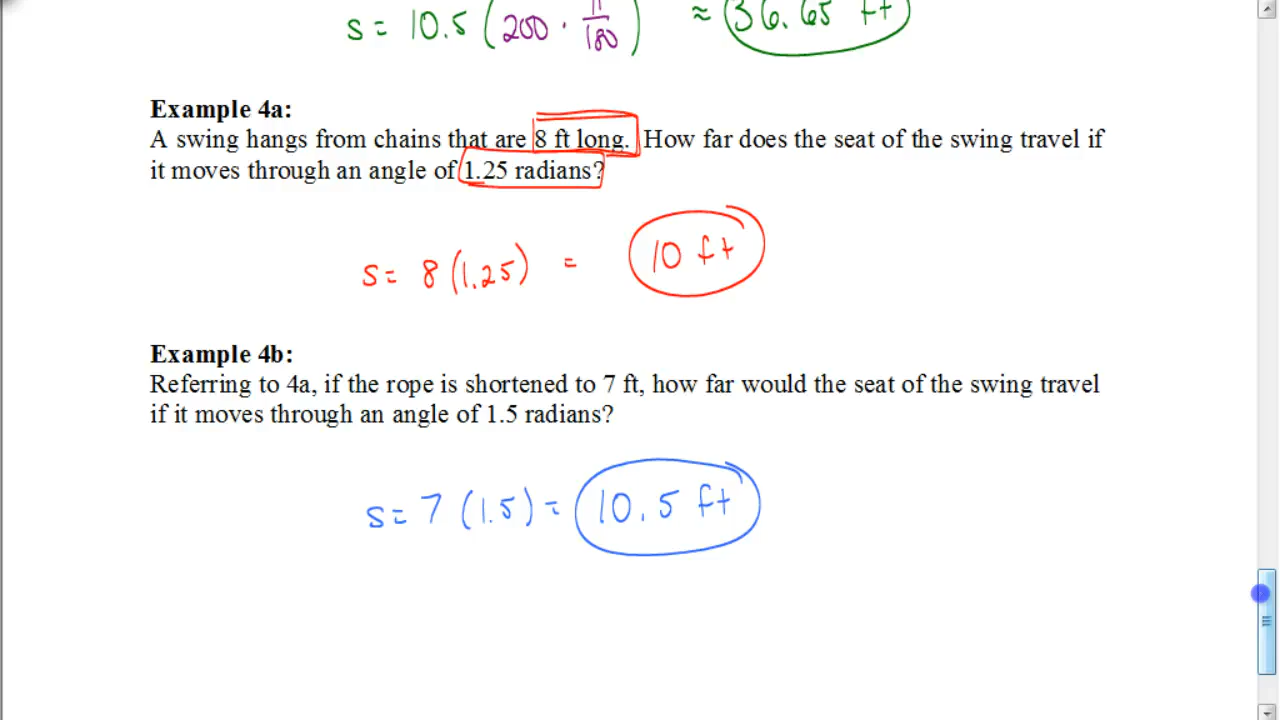 s = 10.5 ( 200 · π/180 ) ≈ 36.65 ft
Example 4a:
A swing hangs from chains that are 8 ft long. How far does the seat of the swing travel if
it moves through an angle of 1.25 radians?
s = 8 (1.25) = 10 ft
Example 4b:
Referring to 4a, if the rope is shortened to 7 ft, how far would the seat of the swing travel
if it moves through an angle of 1.5 radians?
s = 7 (1.5) = 10.5 ft